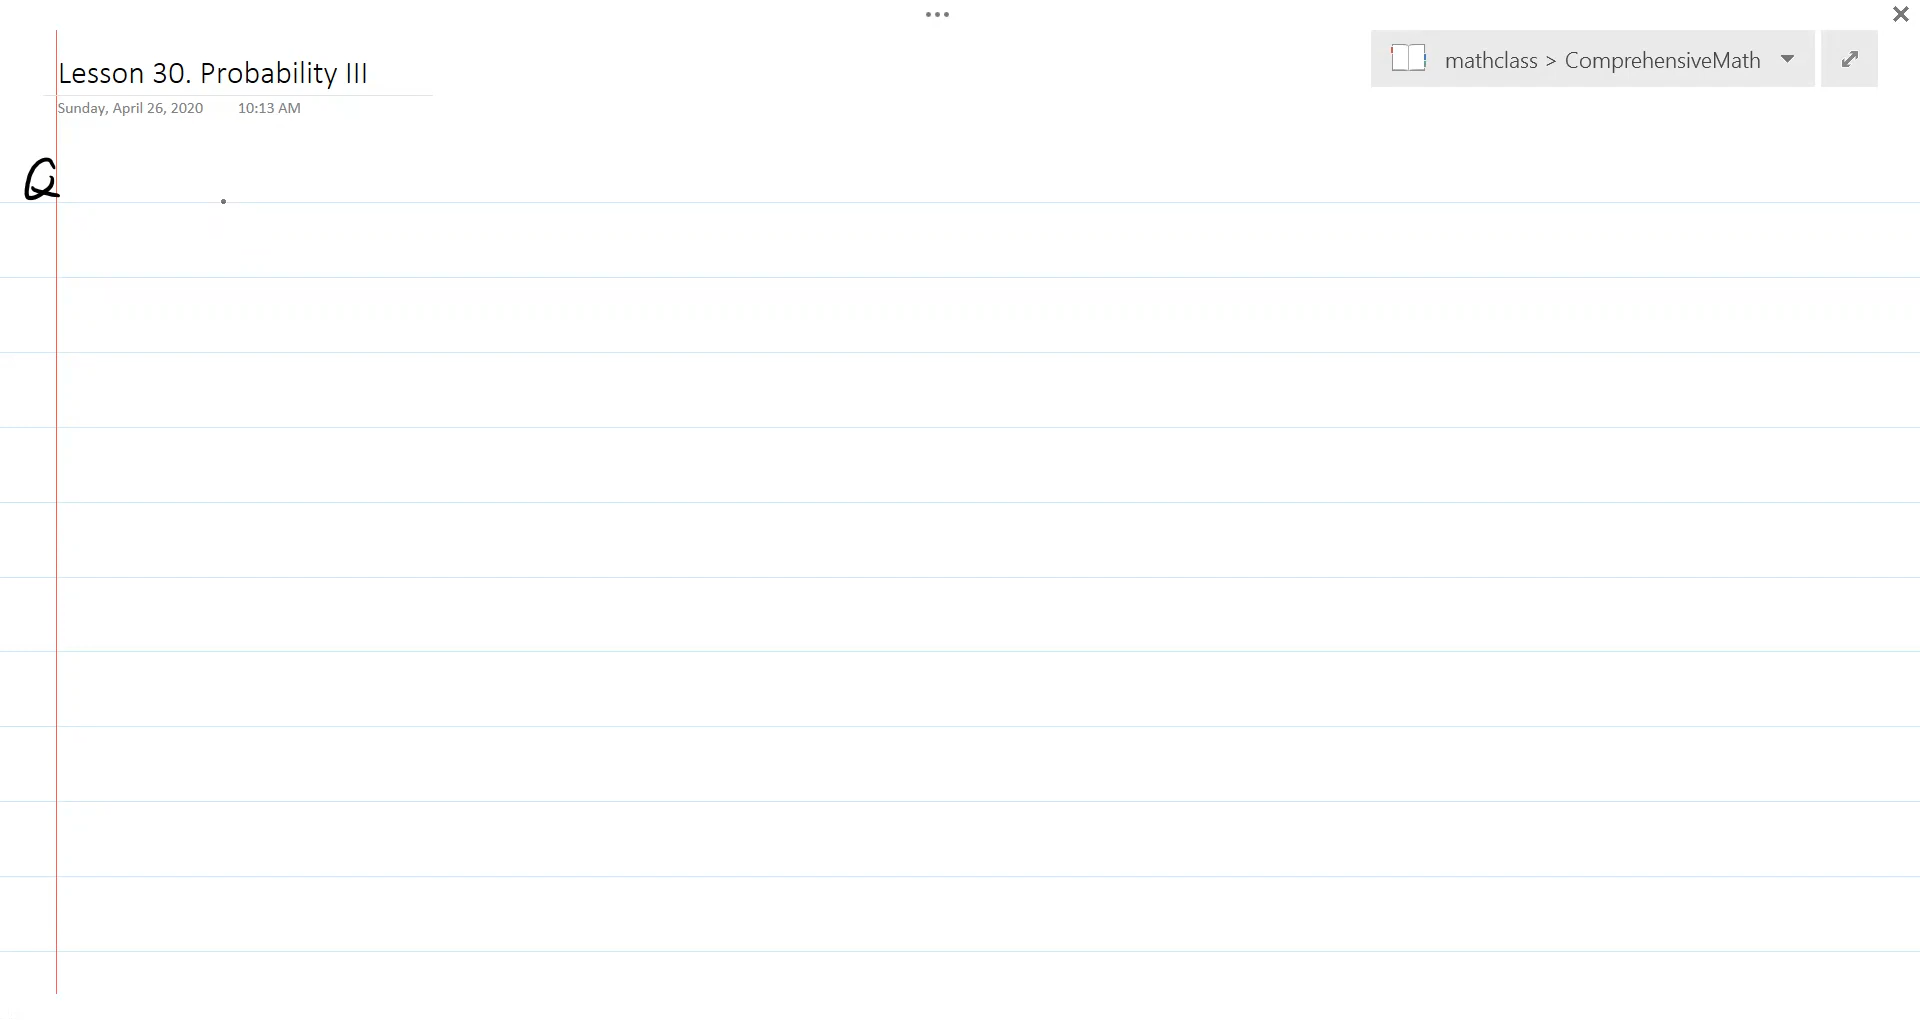 Lesson 30. Probability III
mathclass > ComprehensiveMath
Sunday, April 26, 2020 10:13 AM
Q